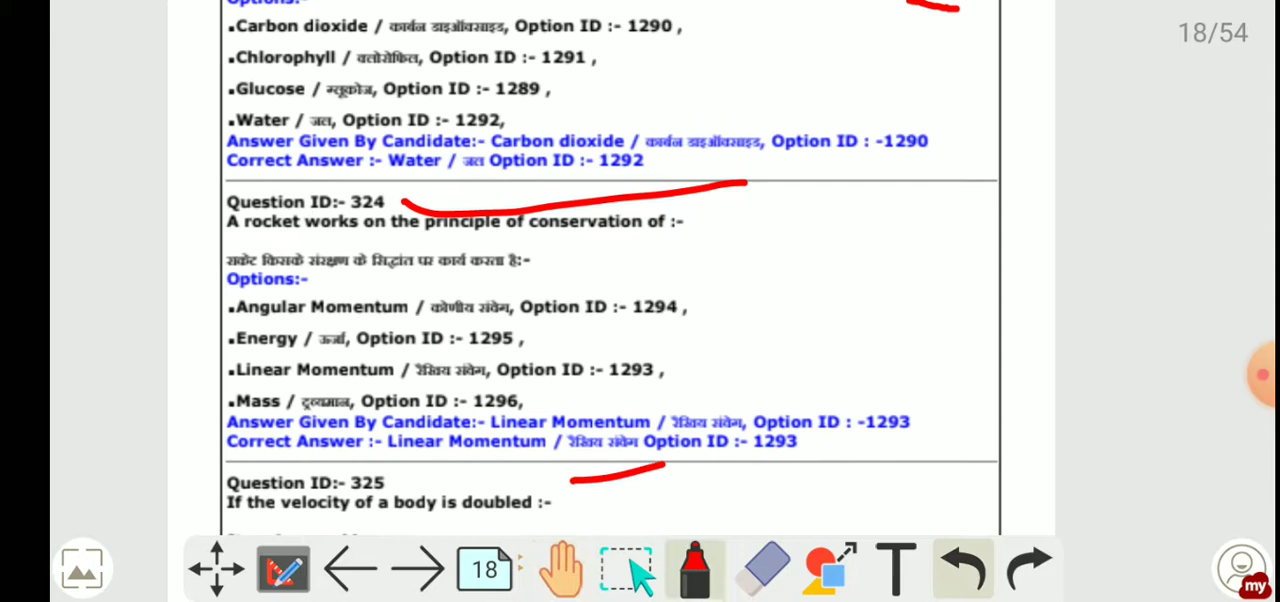 Options:-
18/54
.Carbon dioxide / कार्बन डाइऑक्साइड, Option ID :- 1290 ,
.Chlorophyll / क्लोरोफिल, Option ID :- 1291 ,
.Glucose / ग्लूकोज, Option ID :- 1289 ,
.Water / जल, Option ID :- 1292,
Answer Given By Candidate:- Carbon dioxide / कार्बन डाइऑक्साइड, Option ID : -1290
Correct Answer :- Water / जल Option ID :- 1292
Question ID:- 324
A rocket works on the principle of conservation of :-
राकेट किसके संरक्षण के सिद्धांत पर कार्य करता है:-
Options:-
.Angular Momentum / कोणीय संवेग, Option ID :- 1294 ,
.Energy / ऊर्जा, Option ID :- 1295 ,
.Linear Momentum / रैखिय संवेग, Option ID :- 1293 ,
.Mass / द्रव्यमान, Option ID :- 1296,
Answer Given By Candidate:- Linear Momentum / रैखिय संवेग, Option ID : -1293
Correct Answer :- Linear Momentum / रैखिय संवेग Option ID :- 1293
Question ID:- 325
If the velocity of a body is doubled :-
18
T
my